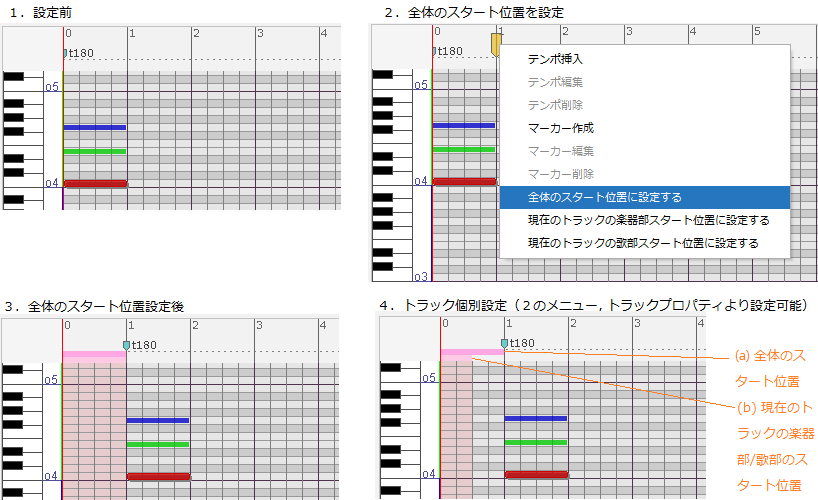 １．設定前
0 1 2 3 4
t180
o5
o4
２．全体のスタート位置を設定
0 1 2 3 4 5
t180
o5
o4
o3
テンポ挿入
テンポ編集
テンポ削除
マーカー作成
マーカー編集
マーカー削除
全体のスタート位置に設定する
現在のトラックの楽器部スタート位置に設定する
現在のトラックの歌部スタート位置に設定する
３．全体のスタート位置設定後
0 1 2 3 4
t180
o5
o4
４．トラック個別設定（２のメニュー, トラックプロパティより設定可能）
0 1 2 3 4
t180
o5
o4
(a) 全体のス
タート位置
(b) 現在のト
ラックの楽器
部/歌部のス
タート位置